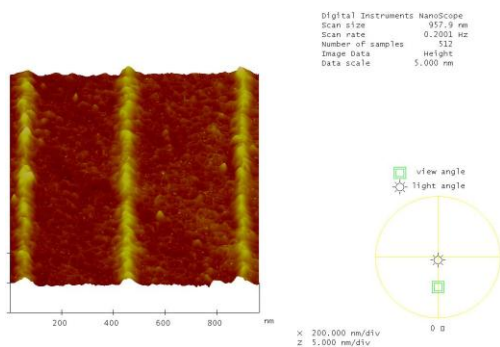 Digital Instruments NanoScope
Scan size 957.9 nm
Scan rate 0.2001 Hz
Number of samples 512
Image Data Height
Data scale 5.000 nm
view angle
light angle
0 °
200 400 600 800 nm
X 200.000 nm/div
Z 5.000 nm/div